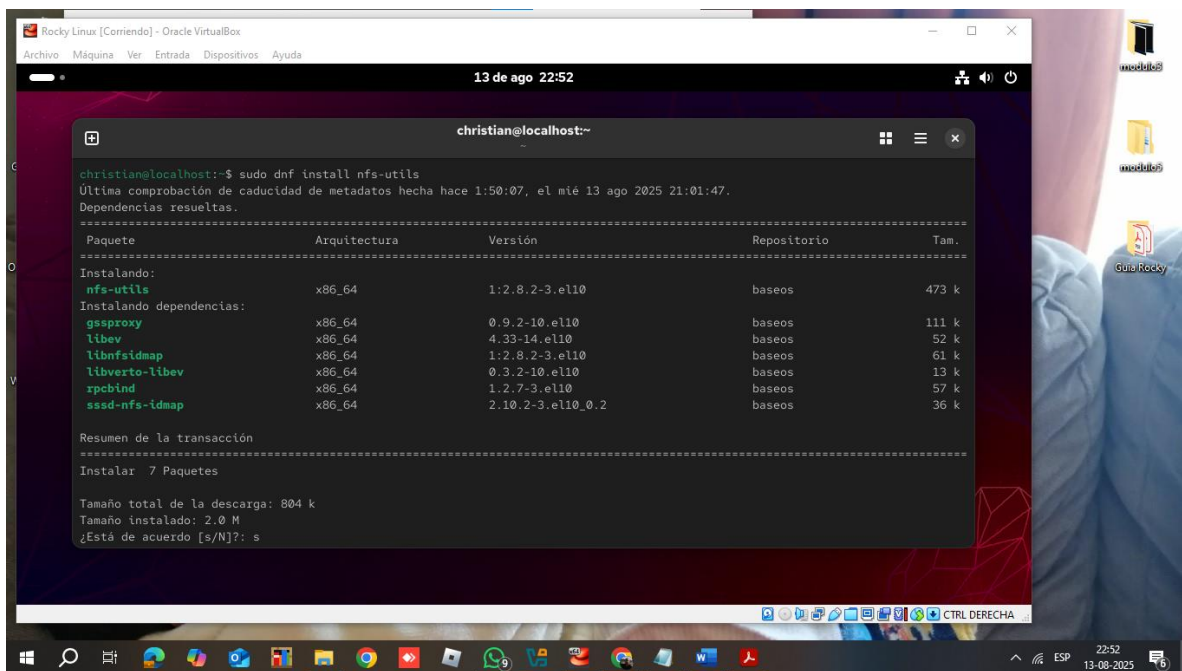 Rocky Linux [Corriendo] - Oracle VirtualBox
Archivo Máquina Ver Entrada Dispositivos Ayuda
13 de ago 22:52
christian@localhost:~
~
christian@localhost:~$ sudo dnf install nfs-utils
Última comprobación de caducidad de metadatos hecha hace 1:50:07, el mié 13 ago 2025 21:01:47.
Dependencias resueltas.
Paquete Arquitectura Versión Repositorio Tam.
Instalando:
nfs-utils x86_64 1:2.8.2-3.el10 baseos 473 k
Instalando dependencias:
gssproxy x86_64 0.9.2-10.el10 baseos 111 k
libev x86_64 4.33-14.el10 baseos 52 k
libnfsidmap x86_64 1:2.8.2-3.el10 baseos 61 k
libverto-libev x86_64 0.3.2-10.el10 baseos 13 k
rpcbind x86_64 1.2.7-3.el10 baseos 57 k
sssd-nfs-idmap x86_64 2.10.2-3.el10_0.2 baseos 36 k
Resumen de la transacción
Instalar 7 Paquetes
Tamaño total de la descarga: 804 k
Tamaño instalado: 2.0 M
¿Está de acuerdo [s/N]?: s
CTRL DERECHA
modulo3
modulo5
Guia Rocky
ESP
22:52
13-08-2025